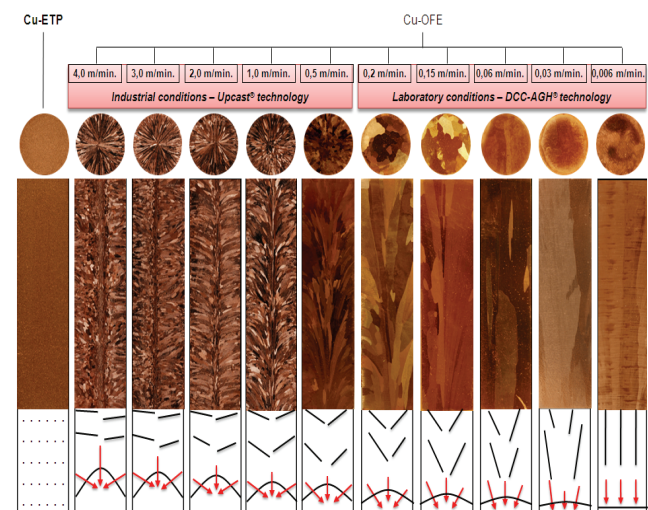 Cu-ETP
Cu-OFE
4,0 m/min.
3,0 m/min.
2,0 m/min.
1,0 m/min.
0,5 m/min.
0,2 m/min.
0,15 m/min.
0,06 m/min.
0,03 m/min.
0,006 m/min.
Industrial conditions – Upcast® technology
Laboratory conditions – DCC-AGH® technology